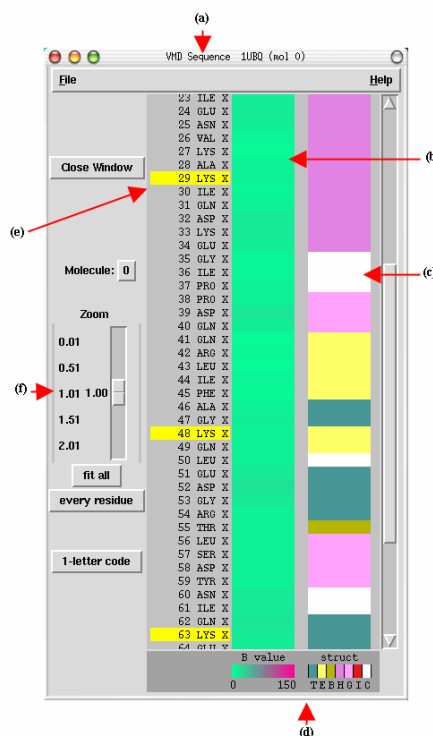 (a)
VMD Sequence 1UBQ (mol 0)
File Help
23 ILE X
24 GLU X
25 ASN X
26 VAL X
27 LYS X
(b)
28 ALA X
Close Window
29 LYS X
30 ILE X
(e)
31 GLN X
32 ASP X
33 LYS X
34 GLU X
35 GLY X
Molecule: 0
36 ILE X
(c)
37 PRO X
38 PRO X
Zoom
39 ASP X
40 GLN X
0.01
41 GLN X
42 ARG X
0.51
43 LEU X
44 ILE X
(f)
1.01 1.00
45 PHE X
46 ALA X
1.51
47 GLY X
48 LYS X
2.01
49 GLN X
50 LEU X
fit all
51 GLU X
52 ASP X
every residue
53 GLY X
54 ARG X
55 THR X
56 LEU X
57 SER X
1-letter code
58 ASP X
59 TYR X
60 ASN X
61 ILE X
62 GLN X
63 LYS X
64 GLU X
B value struct
0 150 T E B H G I C
(d)